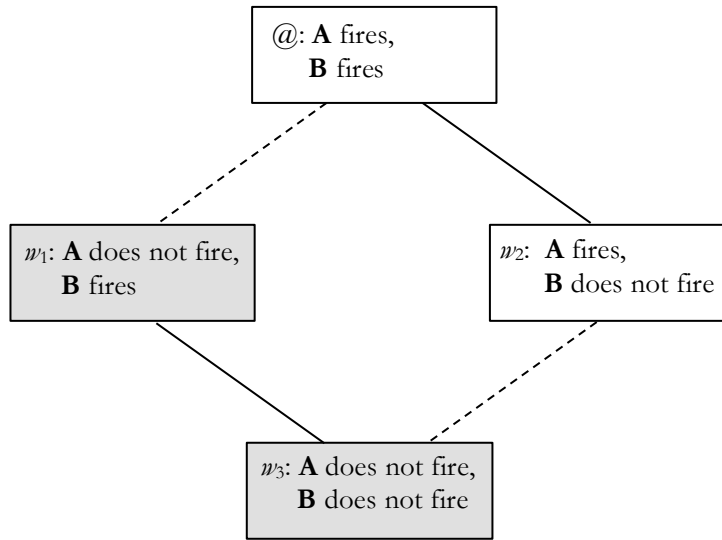 @: A fires,
B fires
w₁: A does not fire,
B fires
w₂: A fires,
B does not fire
w₃: A does not fire,
B does not fire